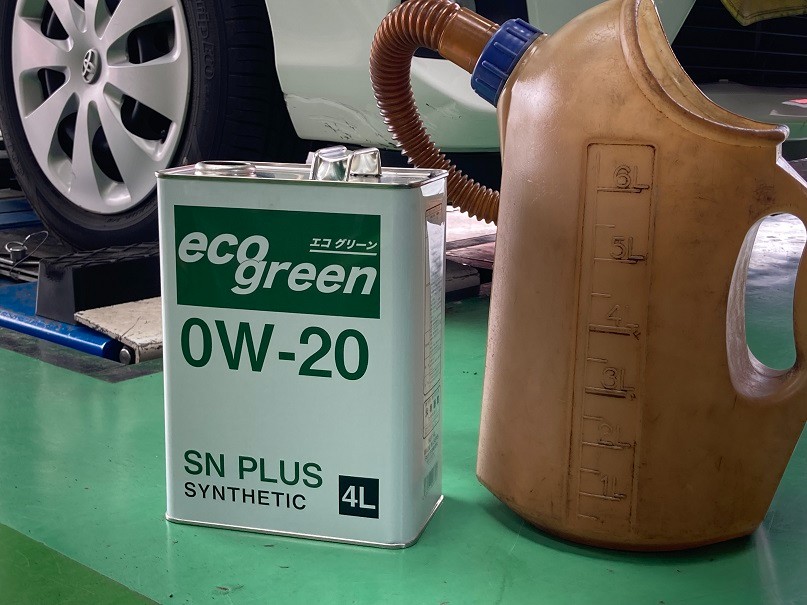 eco
エコ グリーン
green
0W-20
SN PLUS
SYNTHETIC
4L
6L
5L
4
3L
2L
1L